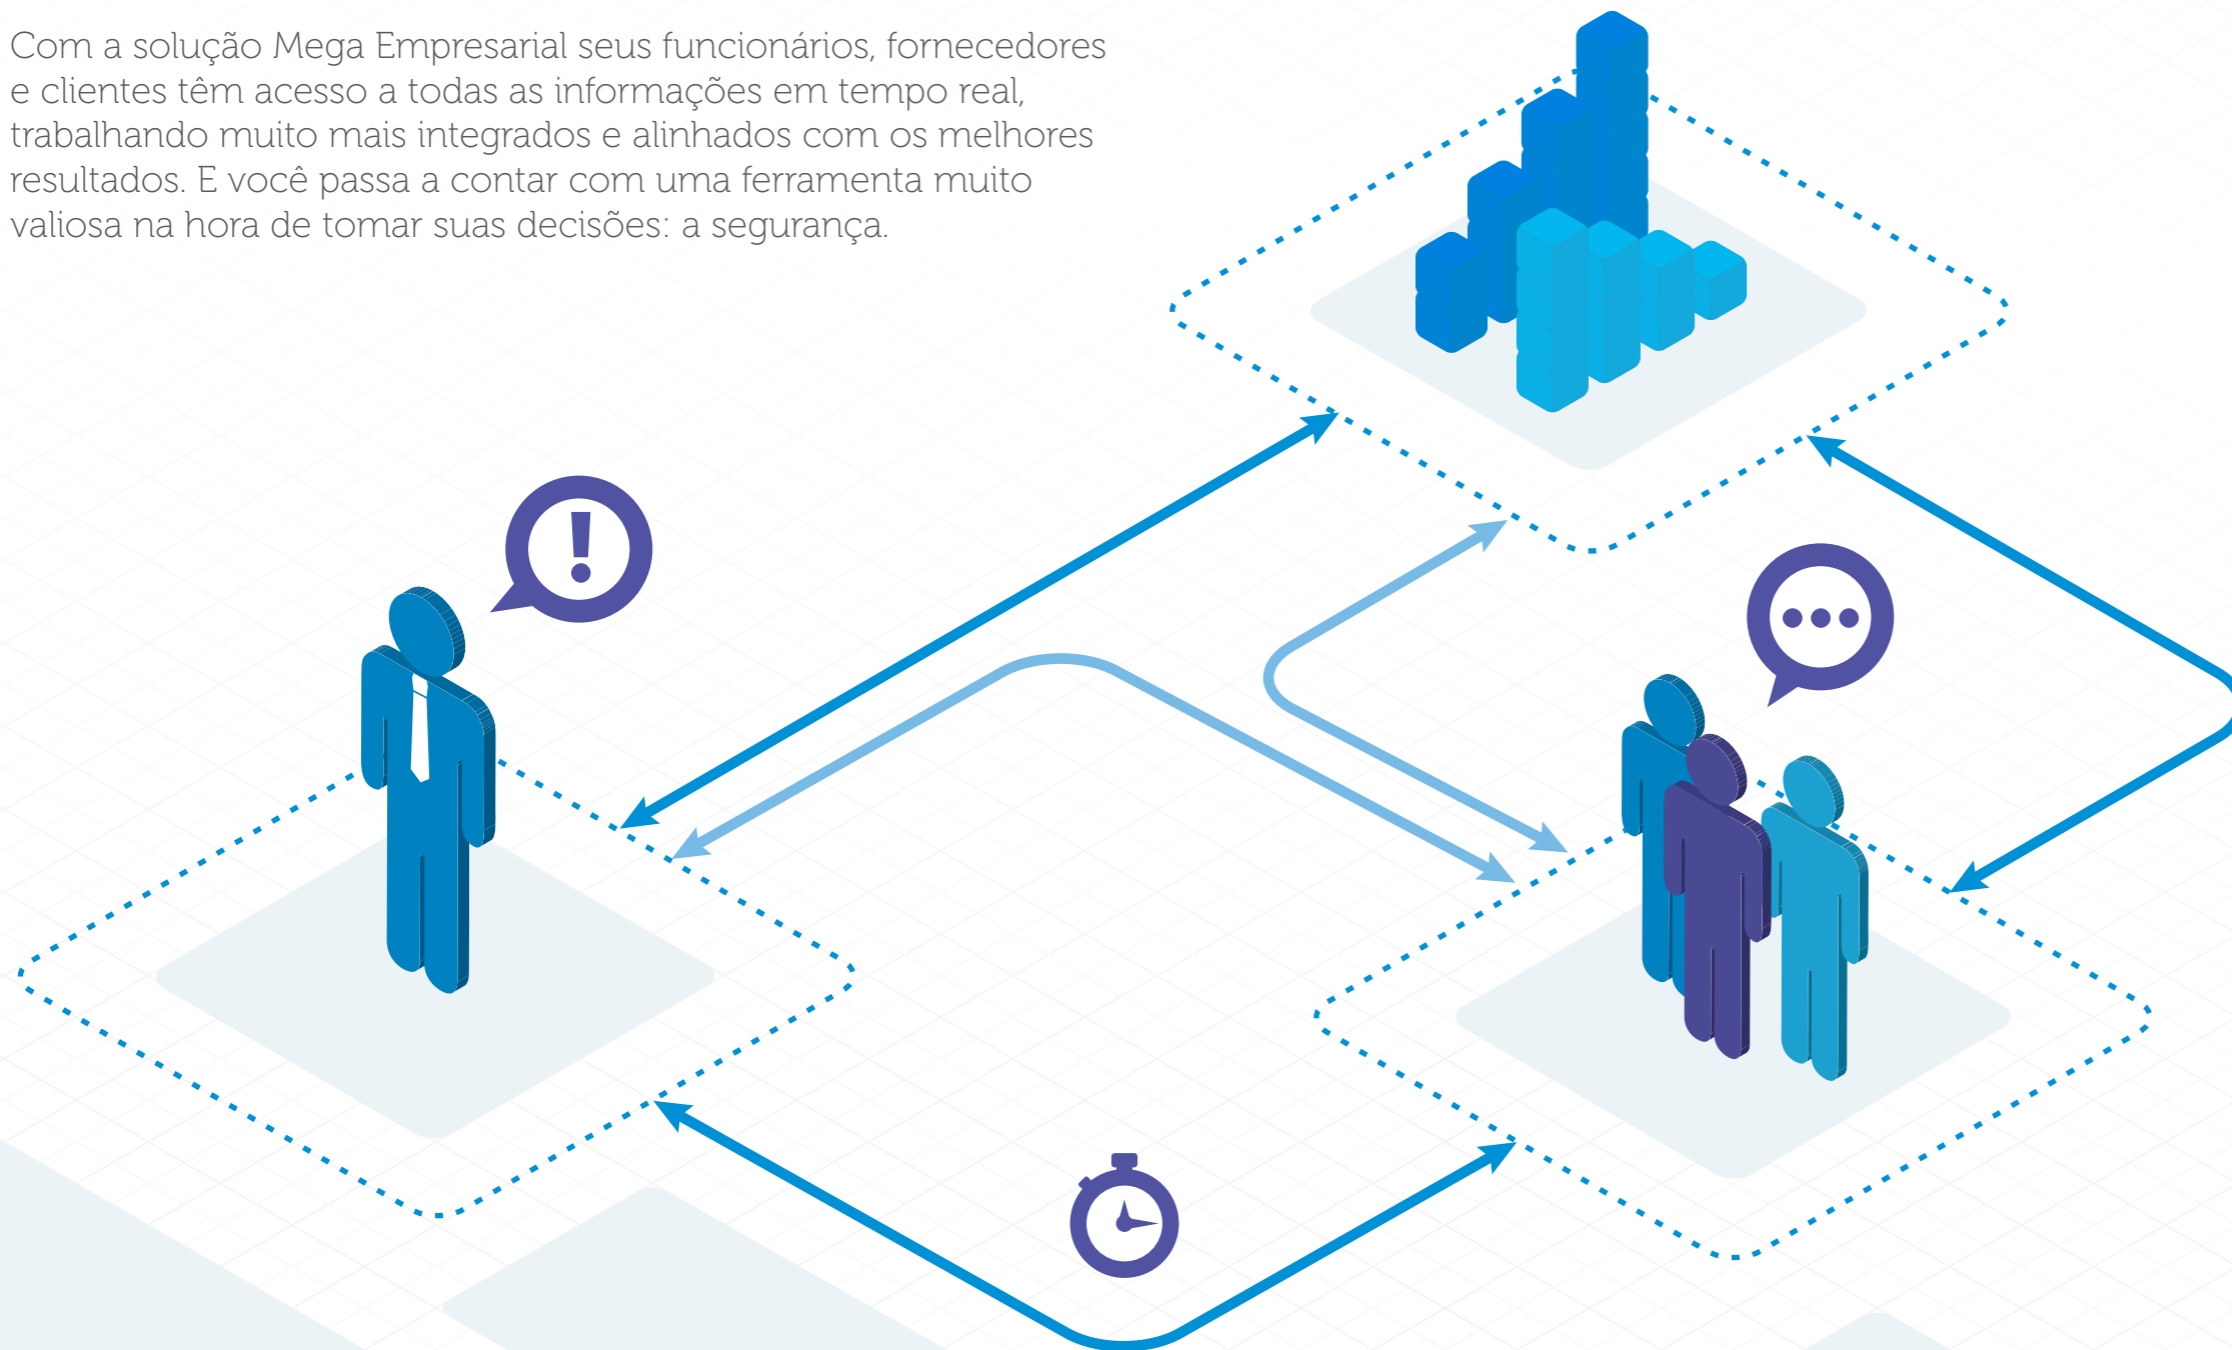 Com a solução Mega Empresarial seus funcionários, fornecedores
e clientes têm acesso a todas as informações em tempo real,
trabalhando muito mais integrados e alinhados com os melhores
resultados. E você passa a contar com uma ferramenta muito
valiosa na hora de tomar suas decisões: a segurança.